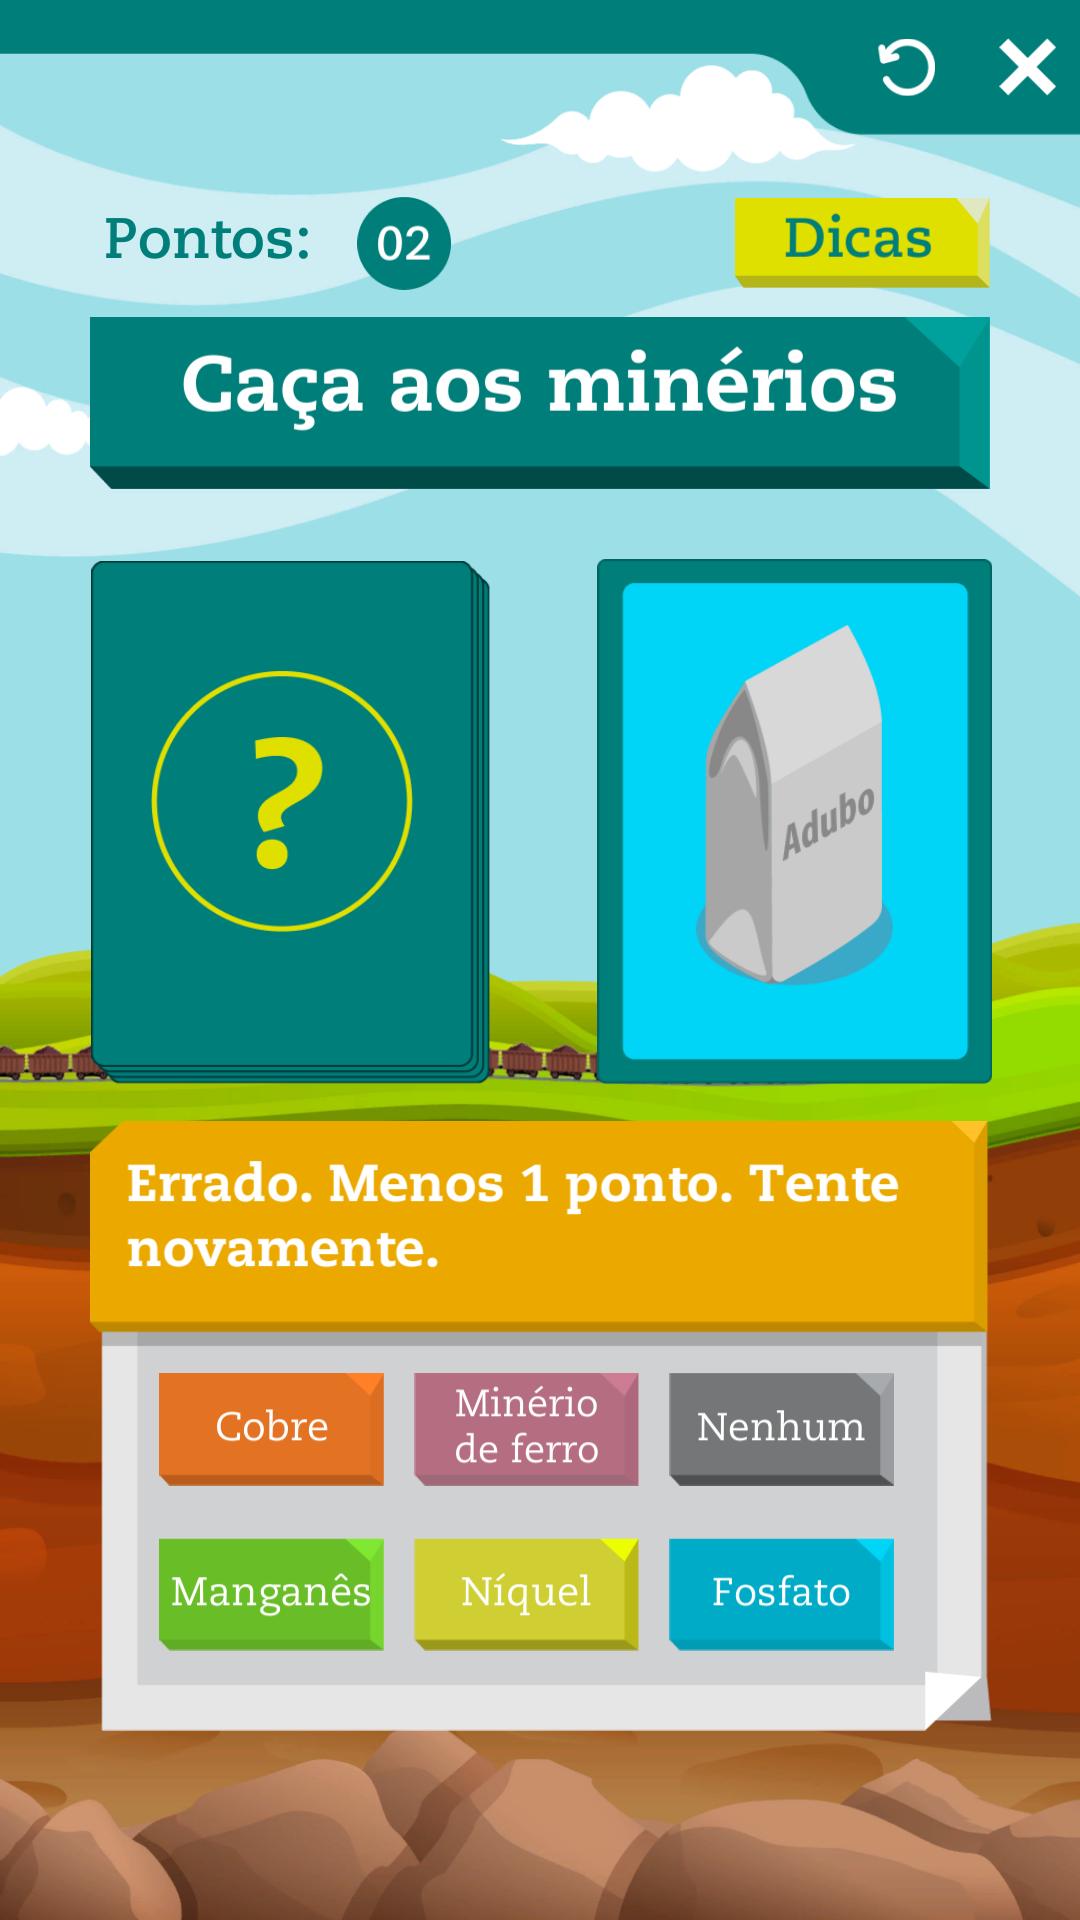 Pontos: 02
Dicas
Caça aos minérios
?
Adubo
Errado. Menos 1 ponto. Tente
novamente.
Cobre
Minério
de ferro
Nenhum
Manganês
Níquel
Fosfato